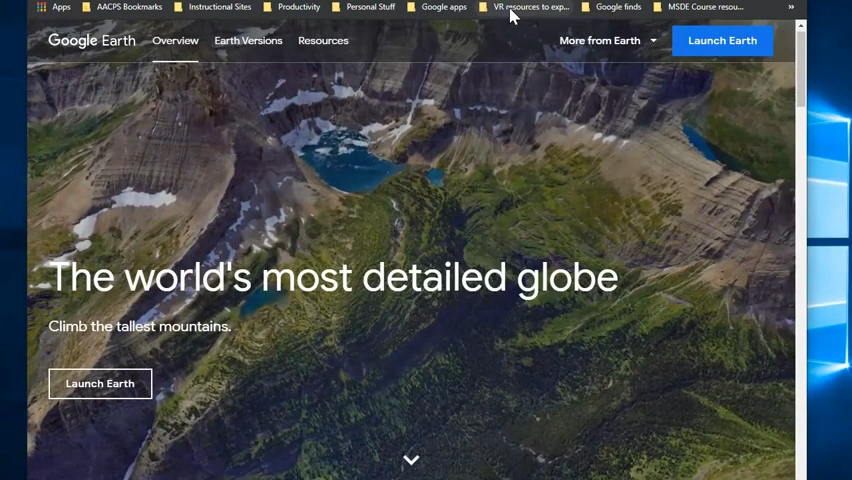 Apps AACPS Bookmarks Instructional Sites Productivity Personal Stuff Google apps VR resources to exp... Google finds MSDE Course resou... »
Google Earth Overview Earth Versions Resources More from Earth Launch Earth
The world's most detailed globe
Climb the tallest mountains.
Launch Earth